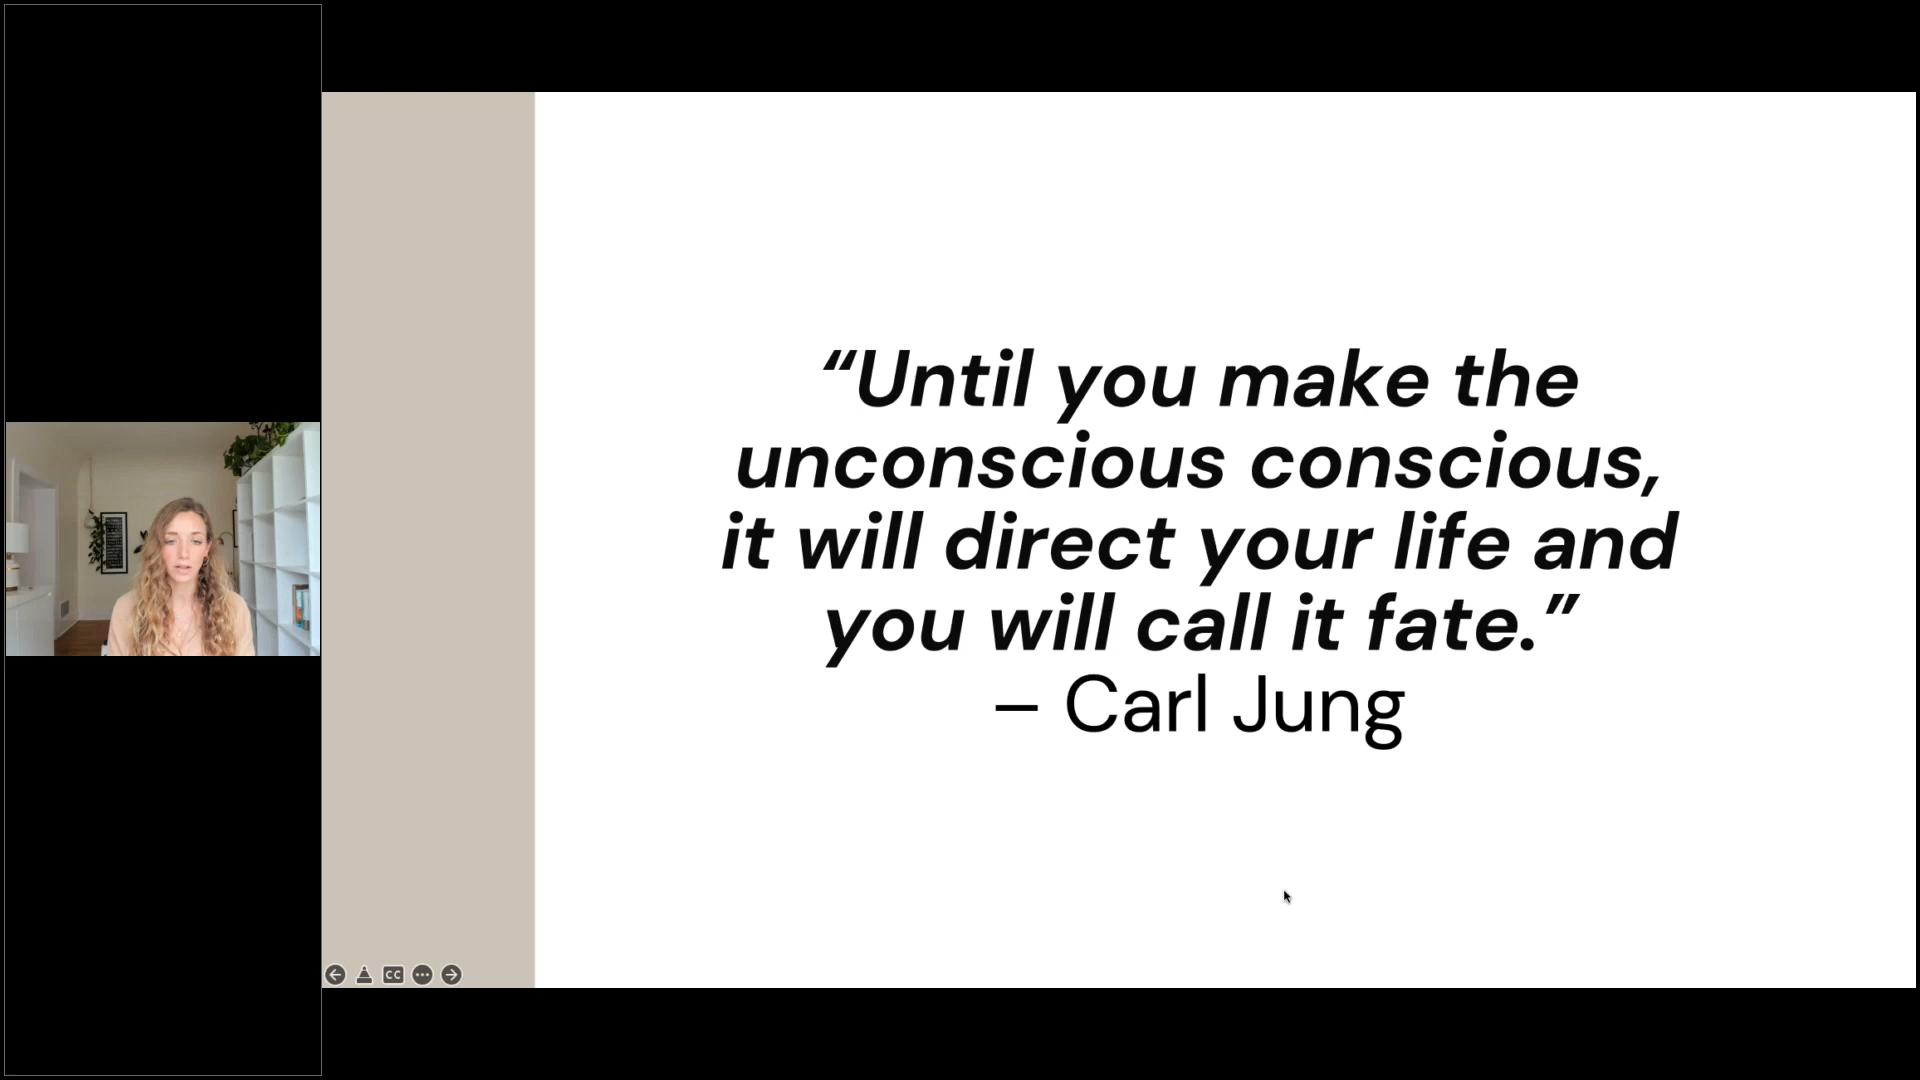 “Until you make the
unconscious conscious,
it will direct your life and
you will call it fate.”
– Carl Jung
CC